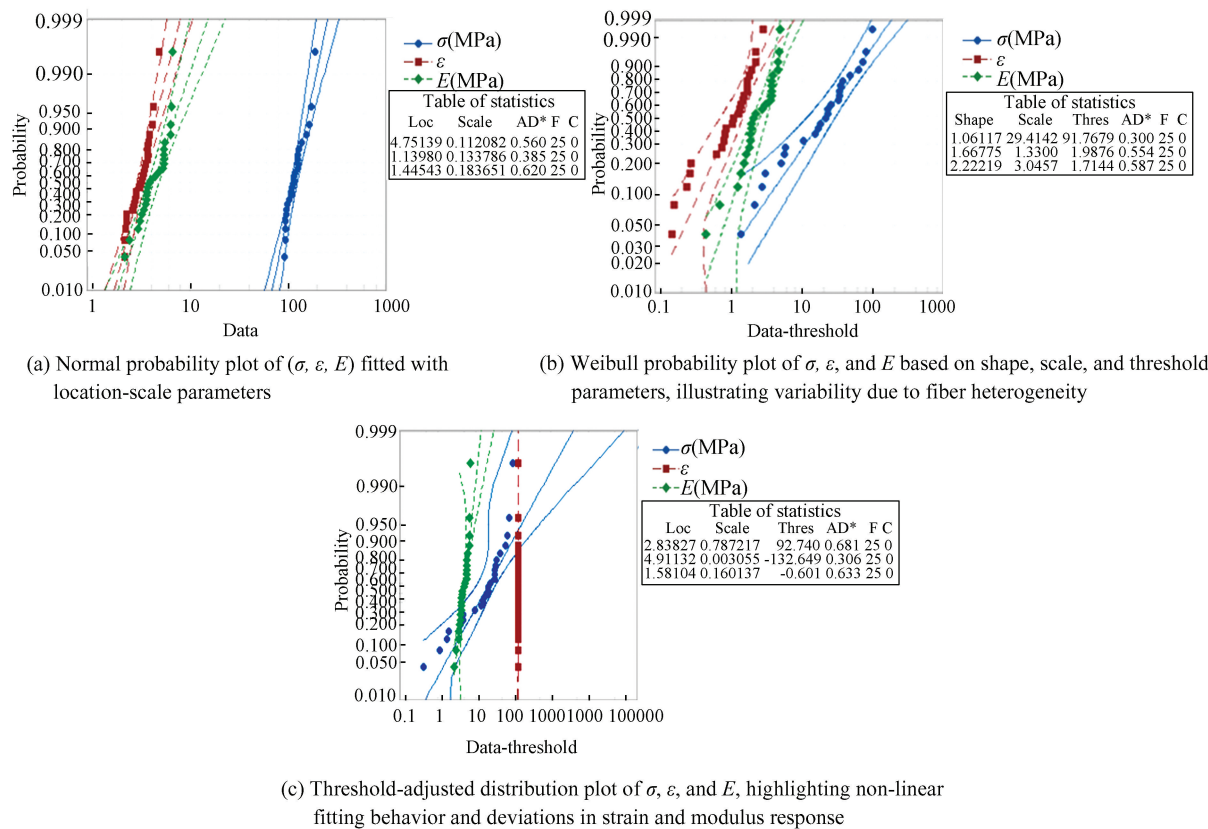 0.999
0.990
0.950
0.900
0.800
0.700
0.600
0.500
0.400
0.300
0.200
0.100
0.050
0.010
Probability
1 10 100 1000
Data
σ(MPa)
ε
E(MPa)
Table of statistics
Loc Scale AD* F C
4.75139 0.112082 0.560 25 0
1.13980 0.133786 0.385 25 0
1.44543 0.183651 0.620 25 0
(a) Normal probability plot of (σ, ε, E) fitted with
location-scale parameters
0.999
0.990
0.900
0.800
0.700
0.600
0.500
0.400
0.300
0.200
0.100
0.050
0.030
0.020
0.010
Probability
0.1 1 10 100 1000
Data-threshold
σ(MPa)
ε
E(MPa)
Table of statistics
Shape Scale Thres AD* F C
1.06117 29.4142 91.7679 0.300 25 0
1.66775 1.3300 1.9876 0.554 25 0
2.22219 3.0457 1.7144 0.587 25 0
(b) Weibull probability plot of σ, ε, and E based on shape, scale, and threshold
parameters, illustrating variability due to fiber heterogeneity
0.999
0.990
0.950
0.900
0.800
0.700
0.600
0.500
0.400
0.300
0.100
0.050
0.010
Probability
0.1 1 10 100 1000 1000 100000
Data-threshold
σ(MPa)
ε
E(MPa)
Table of statistics
Loc Scale Thres AD* F C
2.83827 0.787217 92.740 0.681 25 0
4.91132 0.003055 -132.649 0.306 25 0
1.58104 0.160137 -0.601 0.633 25 0
(c) Threshold-adjusted distribution plot of σ, ε, and E, highlighting non-linear
fitting behavior and deviations in strain and modulus response